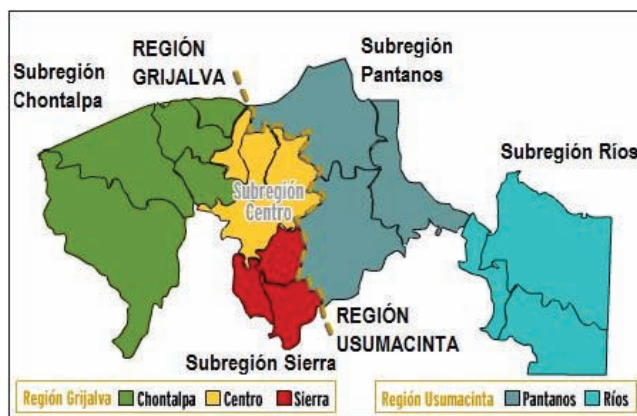 REGIÓN
GRIJALVA
Subregión
Chontalpa
Subregión
Pantanos
Subregión Ríos
Subregión
Centro
REGIÓN
USUMACINTA
Subregión Sierra
Región Grijalva Chontalpa Centro Sierra
Región Usumacinta Pantanos Ríos